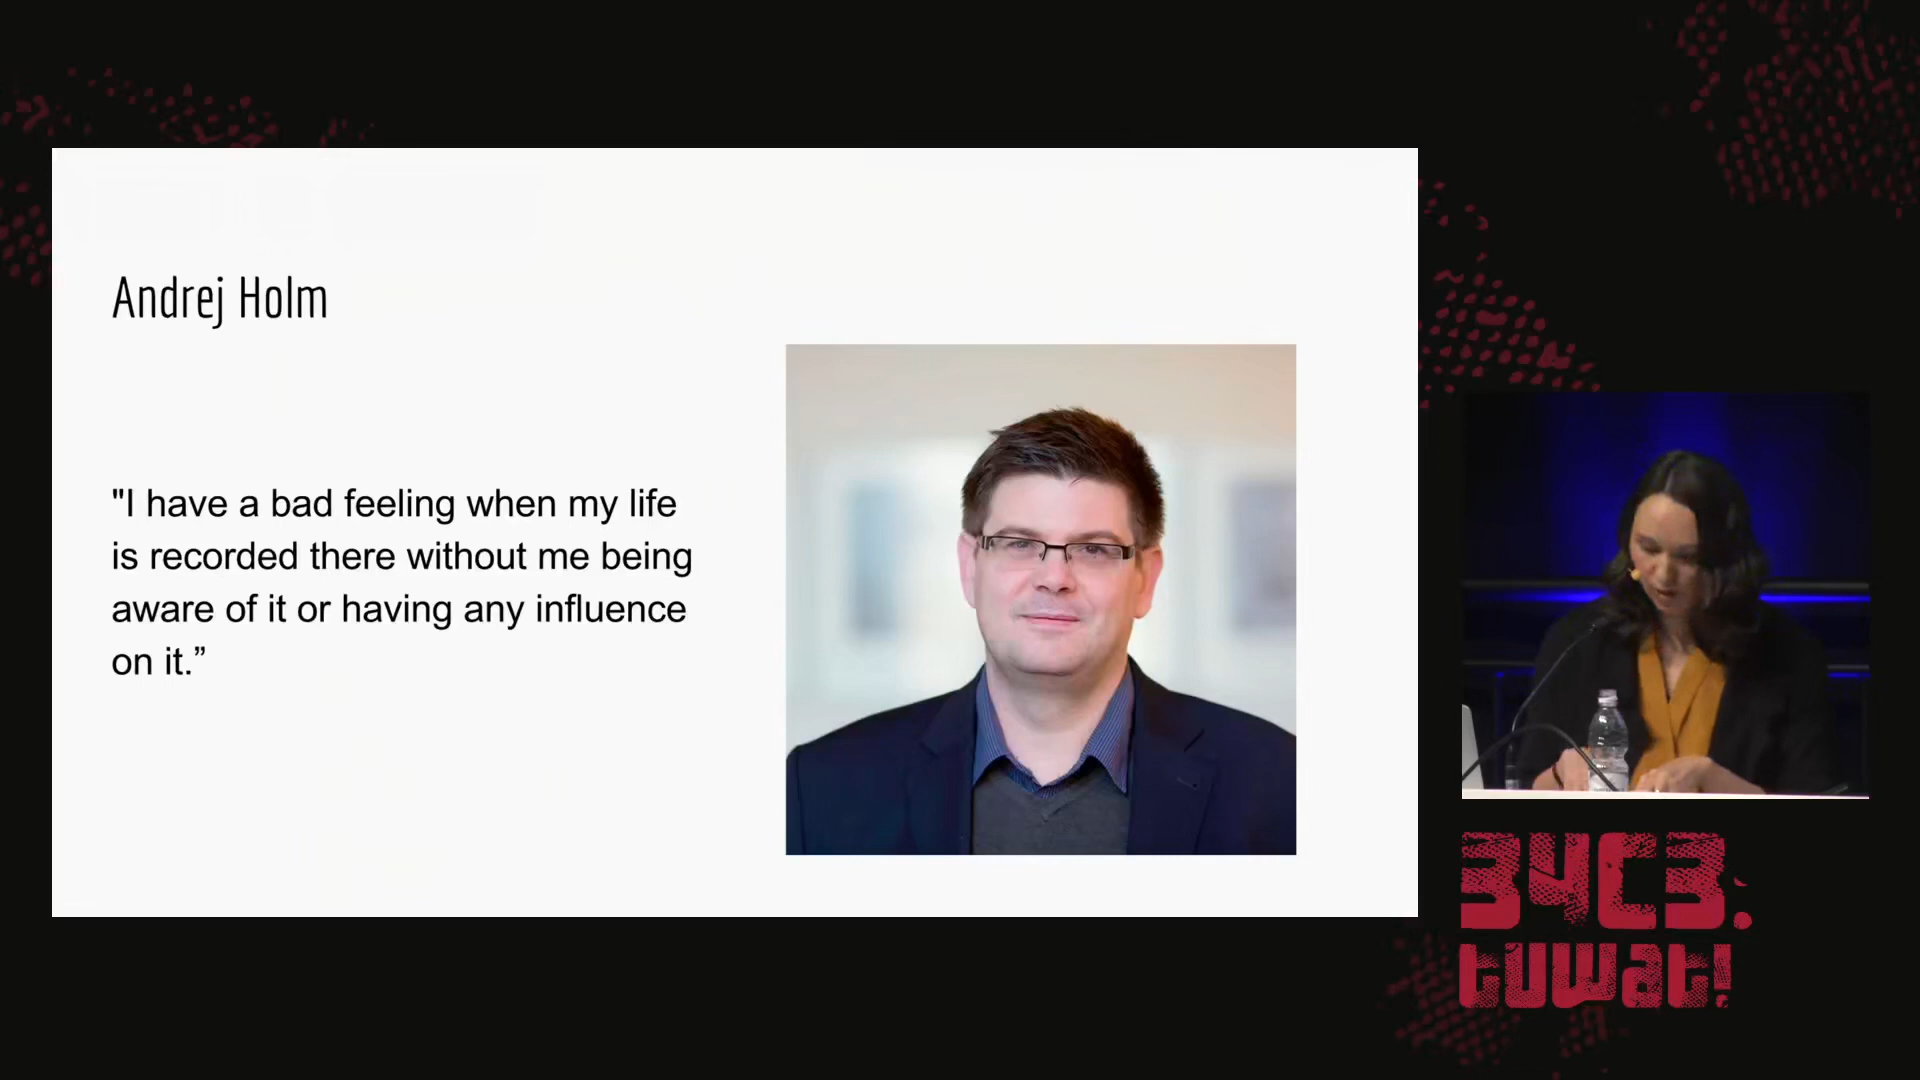 Andrej Holm
"I have a bad feeling when my life
is recorded there without me being
aware of it or having any influence
on it.”
34C3.
tuwat!